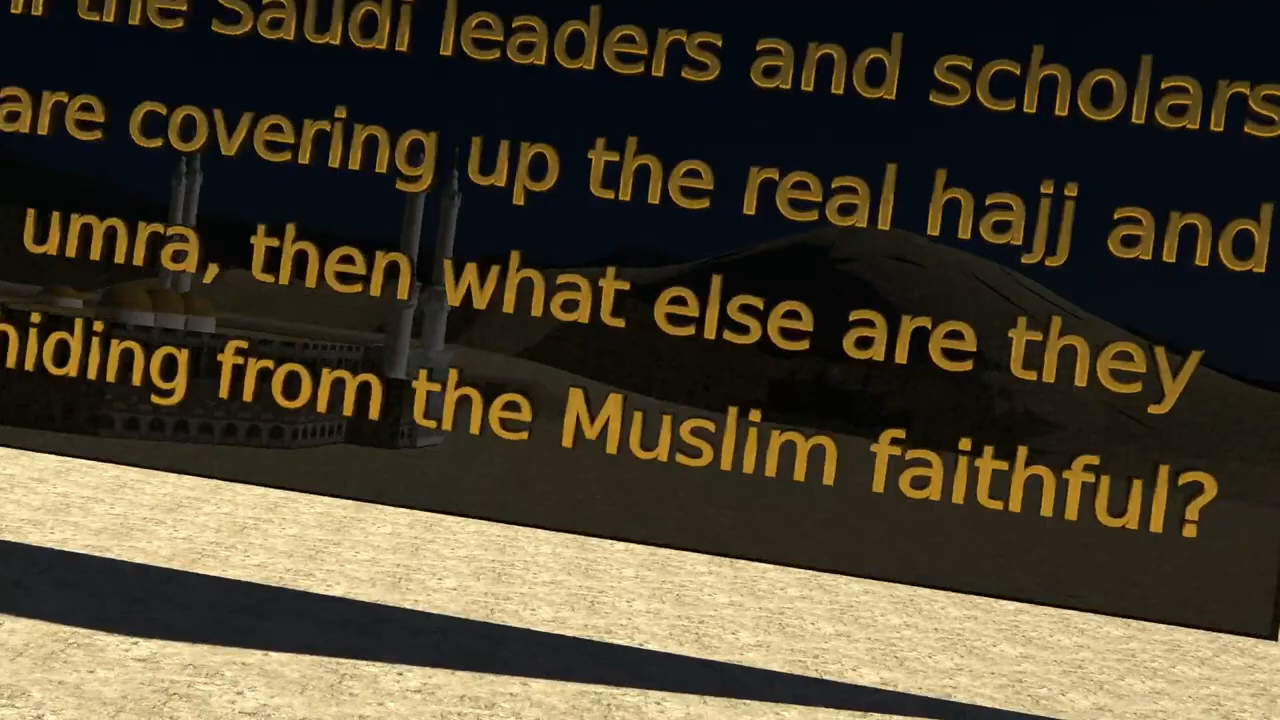 the Saudi leaders and scholars
are covering up the real hajj and
umra, then what else are they
hiding from the Muslim faithful?